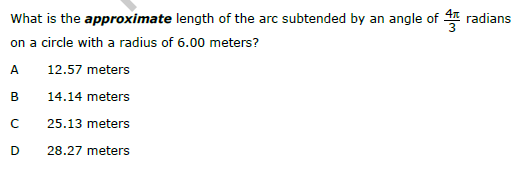 What is the approximate length of the arc subtended by an angle of 4π/3 radians
on a circle with a radius of 6.00 meters?
A 12.57 meters
B 14.14 meters
C 25.13 meters
D 28.27 meters